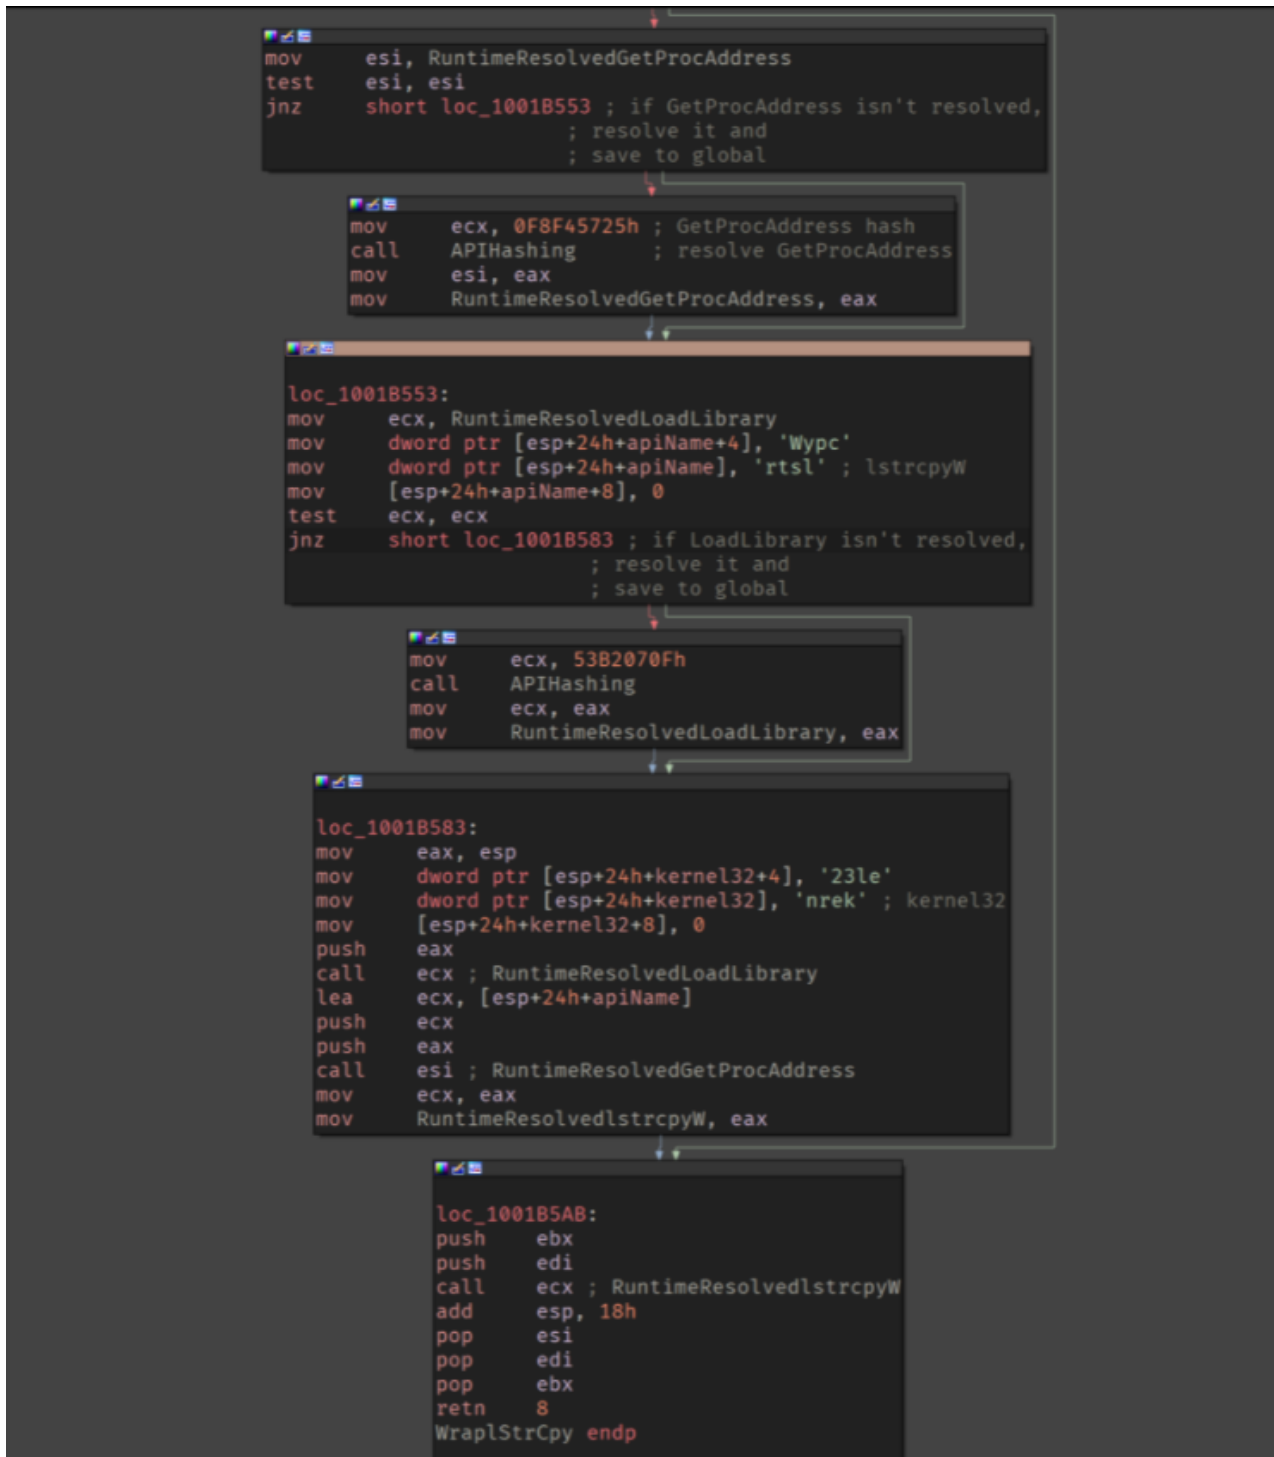 mov esi, RuntimeResolvedGetProcAddress
test esi, esi
jnz short loc_1001B553 ; if GetProcAddress isn't resolved,
; resolve it and
; save to global
mov ecx, 0F8F45725h ; GetProcAddress hash
call APIHashing ; resolve GetProcAddress
mov esi, eax
mov RuntimeResolvedGetProcAddress, eax
loc_1001B553:
mov ecx, RuntimeResolvedLoadLibrary
mov dword ptr [esp+24h+apiName+4], 'Wypc'
mov dword ptr [esp+24h+apiName], 'rtsl' ; lstrcpyW
mov [esp+24h+apiName+8], 0
test ecx, ecx
jnz short loc_1001B583 ; if LoadLibrary isn't resolved,
; resolve it and
; save to global
mov ecx, 53B2070Fh
call APIHashing
mov ecx, eax
mov RuntimeResolvedLoadLibrary, eax
loc_1001B583:
mov eax, esp
mov dword ptr [esp+24h+kernel32+4], '23le'
mov dword ptr [esp+24h+kernel32], 'nrek' ; kernel32
mov [esp+24h+kernel32+8], 0
push eax
call ecx ; RuntimeResolvedLoadLibrary
lea ecx, [esp+24h+apiName]
push ecx
push eax
call esi ; RuntimeResolvedGetProcAddress
mov ecx, eax
mov RuntimeResolvedlstrcpyW, eax
loc_1001B5AB:
push ebx
push edi
call ecx ; RuntimeResolvedlstrcpyW
add esp, 18h
pop esi
pop edi
pop ebx
retn 8
WraplStrCpy endp